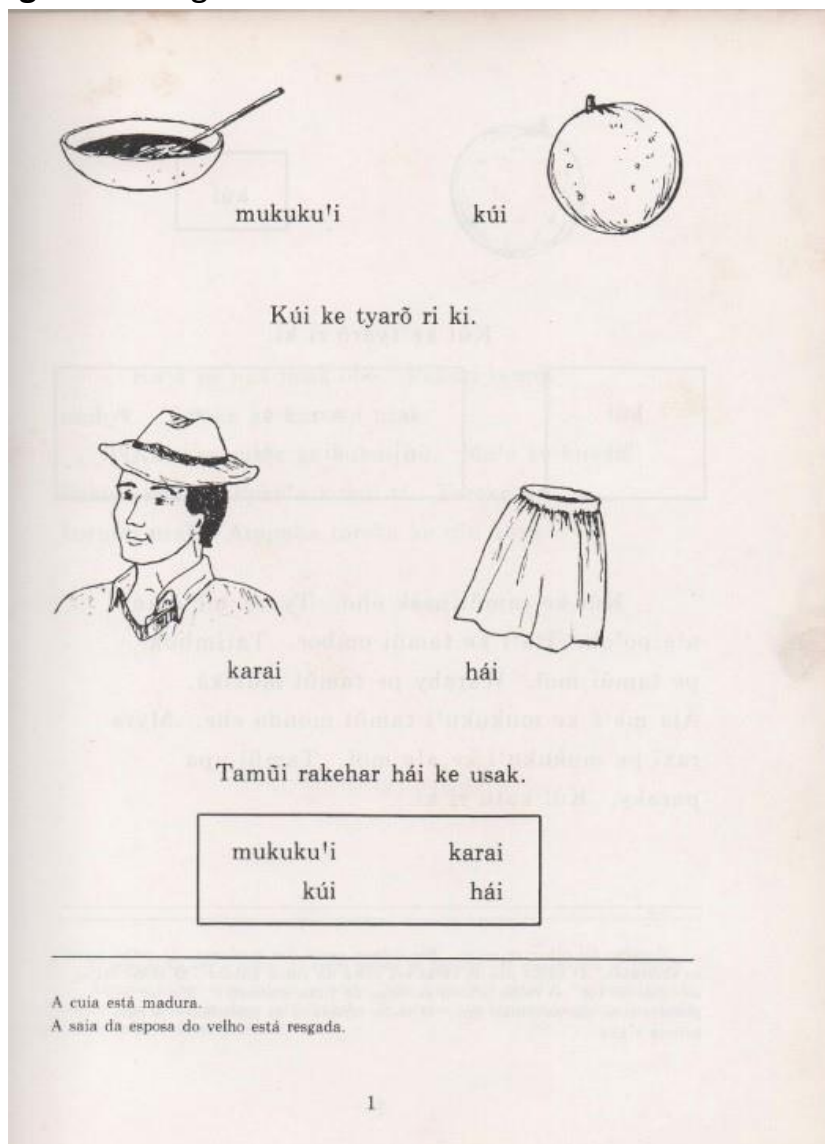 mukuku'i kúi
Kúi ke tyarõ ri ki.
karai hái
Tamũi rakehar hái ke usak.
mukuku'i karai
kúi hái
A cuia está madura.
A saia da esposa do velho está resgada.
1